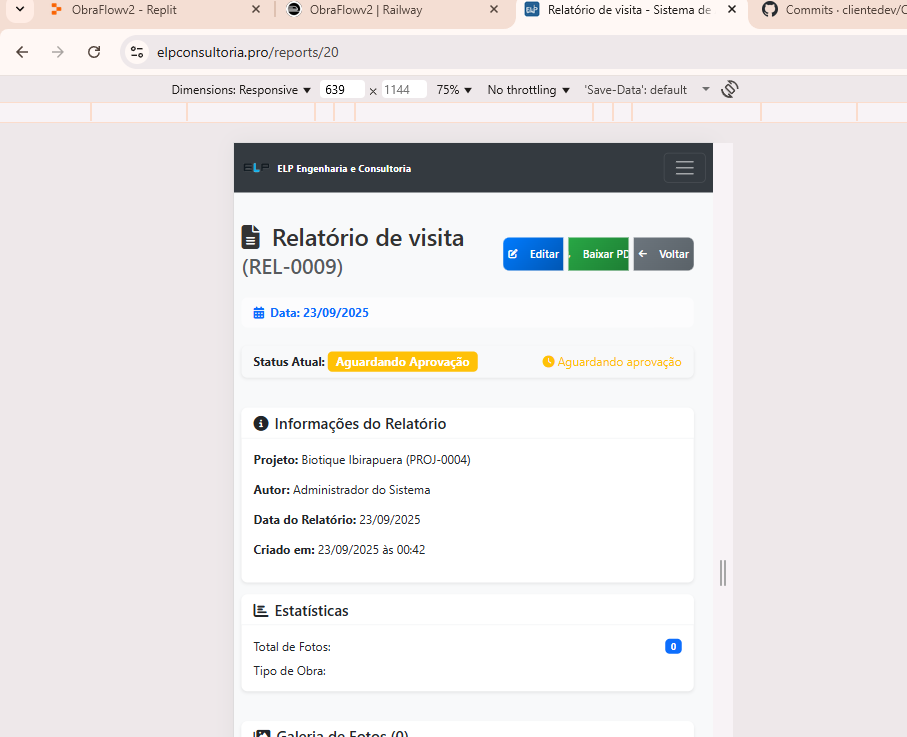 ObraFlowv2 - Replit
ObraFlowv2 | Railway
Relatório de visita - Sistema de
Commits · clientedev/
elpconsultoria.pro/reports/20
Dimensions: Responsive 639 × 1144 75% No throttling 'Save-Data': default
ELP ELP Engenharia e Consultoria
Relatório de visita
(REL-0009)
Editar
Baixar PD
Voltar
Data: 23/09/2025
Status Atual: Aguardando Aprovação Aguardando aprovação
Informações do Relatório
Projeto: Biotique Ibirapuera (PROJ-0004)
Autor: Administrador do Sistema
Data do Relatório: 23/09/2025
Criado em: 23/09/2025 às 00:42
Estatísticas
Total de Fotos: 0
Tipo de Obra:
Galeria de Fotos (0)